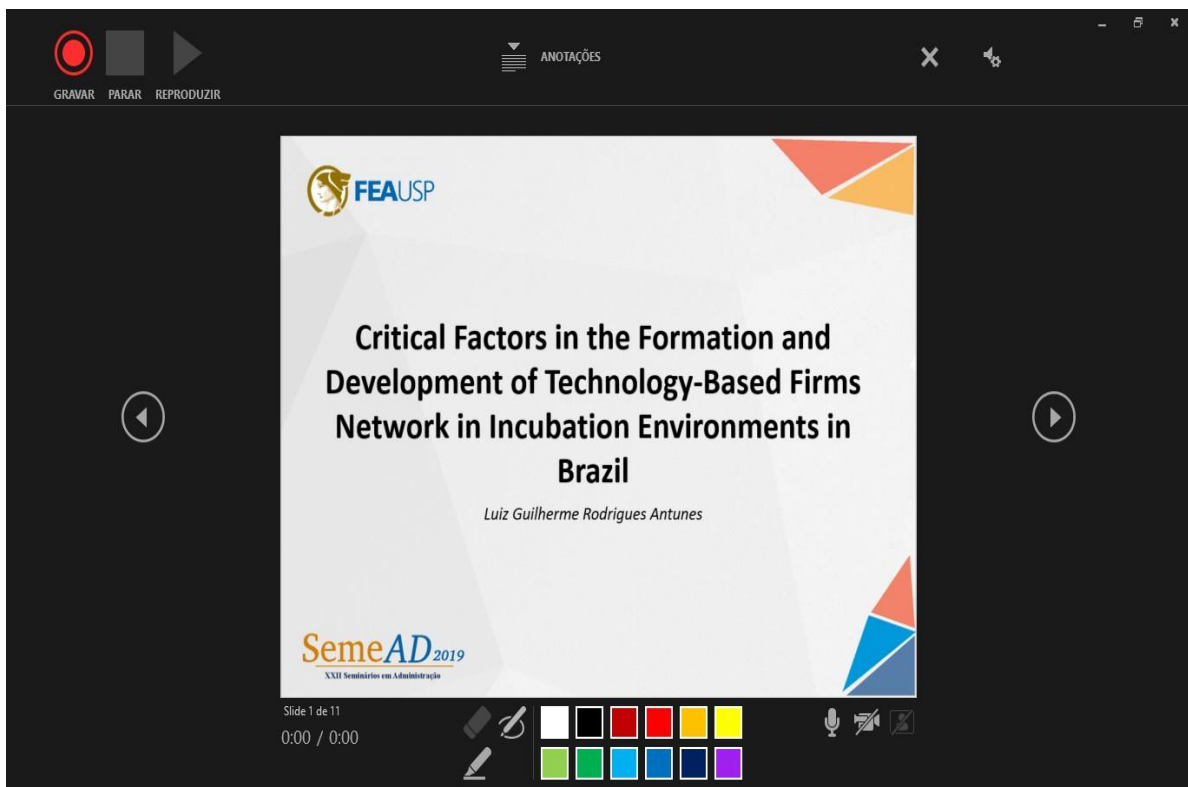 ANOTAÇÕES
GRAVAR PARAR REPRODUZIR
FEAUSP
Critical Factors in the Formation and
Development of Technology-Based Firms
Network in Incubation Environments in
Brazil
Luiz Guilherme Rodrigues Antunes
SemeAD 2019
XXII Seminários em Administração
Slide 1 de 11
0:00 / 0:00